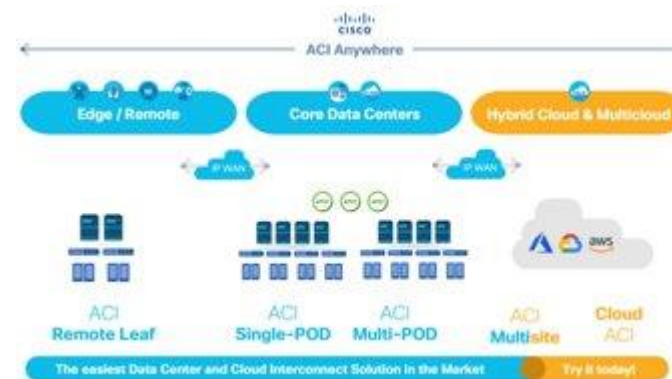 CISCO
ACI Anywhere
Edge / Remote
Core Data Centers
Hybrid Cloud & Multicloud
IP WAN
IP WAN
aws
ACI
Remote Leaf
ACI
Single-POD
ACI
Multi-POD
ACI
Multisite
Cloud
ACI
The easiest Data Center and Cloud Interconnect Solution in the Market
Try it today!